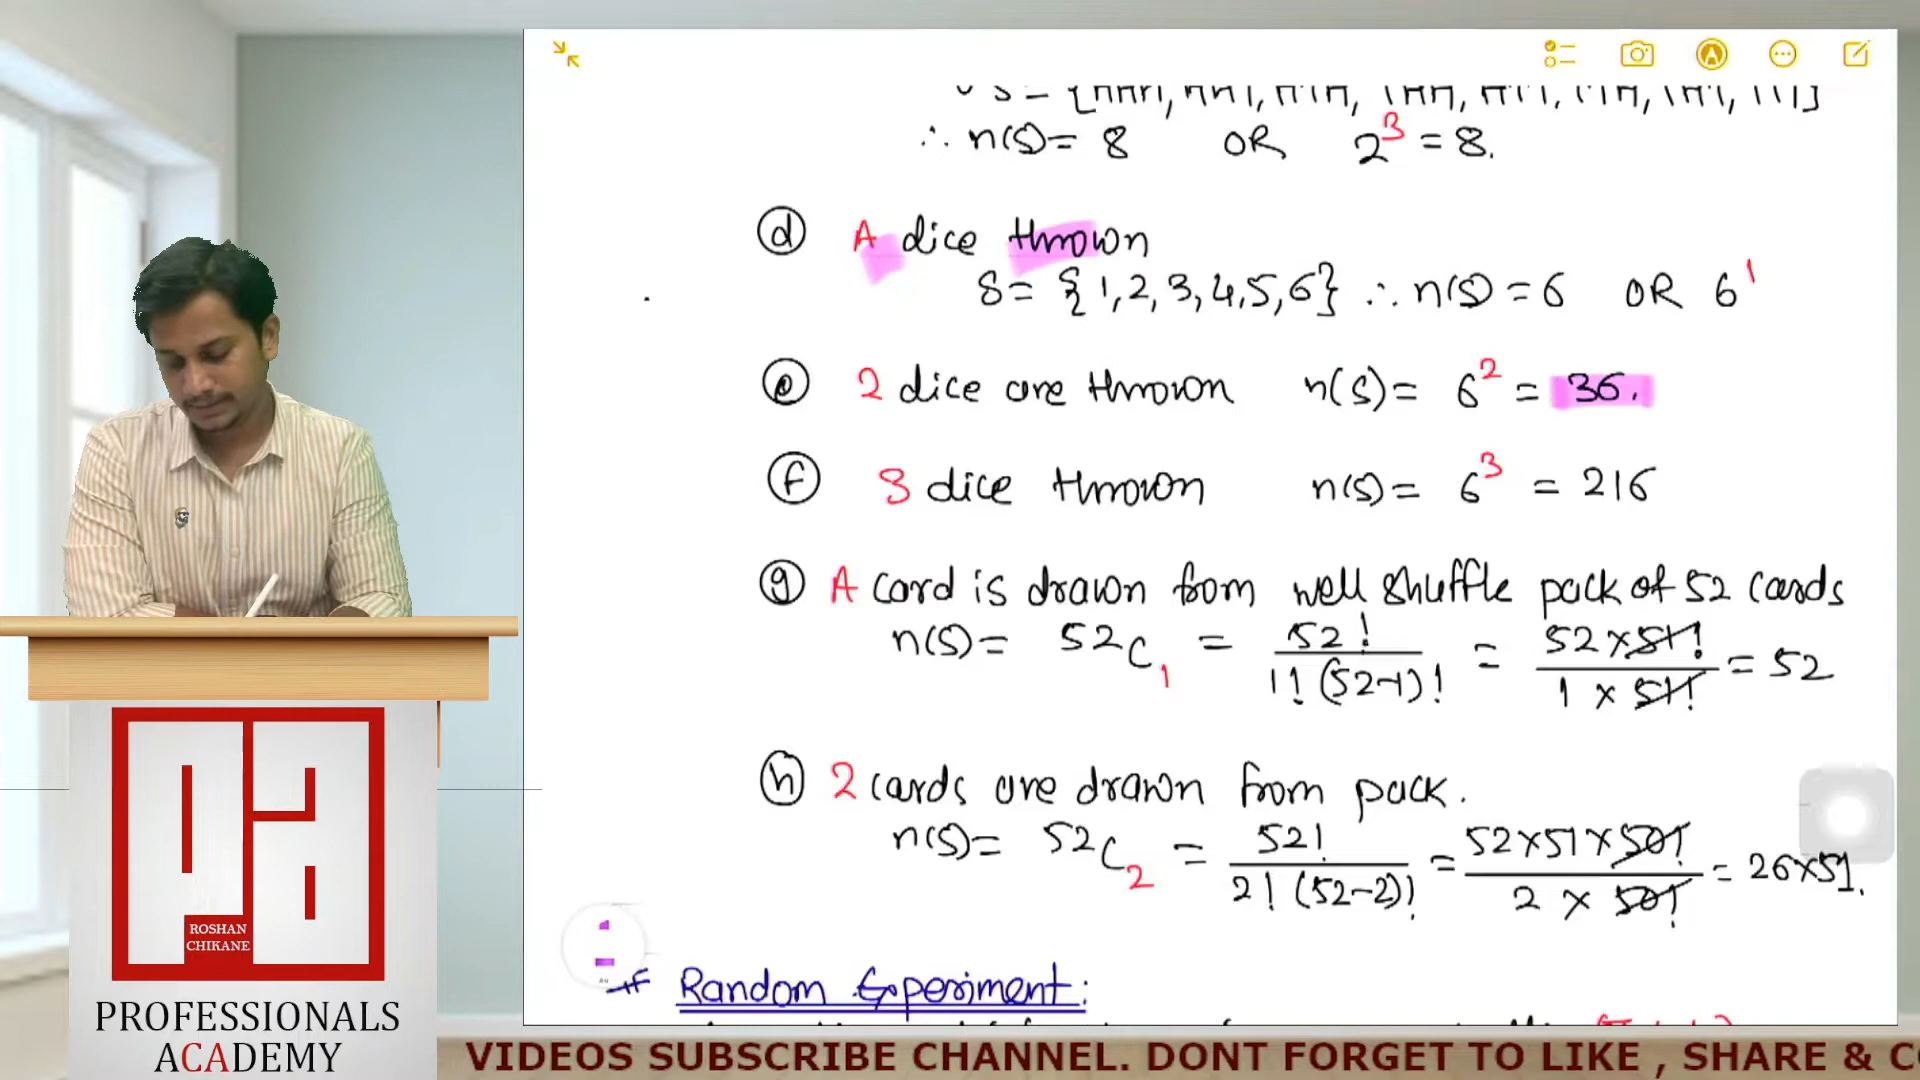 ∴ n(s)= 8 OR 2³ = 8.
ⓓ A dice thrown
S= {1,2,3,4,5,6} ∴ n(s) = 6 OR 6¹
ⓔ 2 dice are thrown n(s)= 6² = 36.
ⓕ 3 dice thrown n(s)= 6³ = 216
ⓖ A card is drawn from well shuffle pack of 52 cards
n(s)= 52C₁ = 52! / 1!(52-1)! = 52×51! / 1×51! = 52
ⓗ 2 cards are drawn from pack.
n(s)= 52C₂ = 52! / 2!(52-2)! = 52×51×50! / 2×50! = 26×51.
Random Experiment:
ROSHAN
CHIKANE
PROFESSIONALS
ACADEMY
VIDEOS SUBSCRIBE CHANNEL. DONT FORGET TO LIKE , SHARE & C